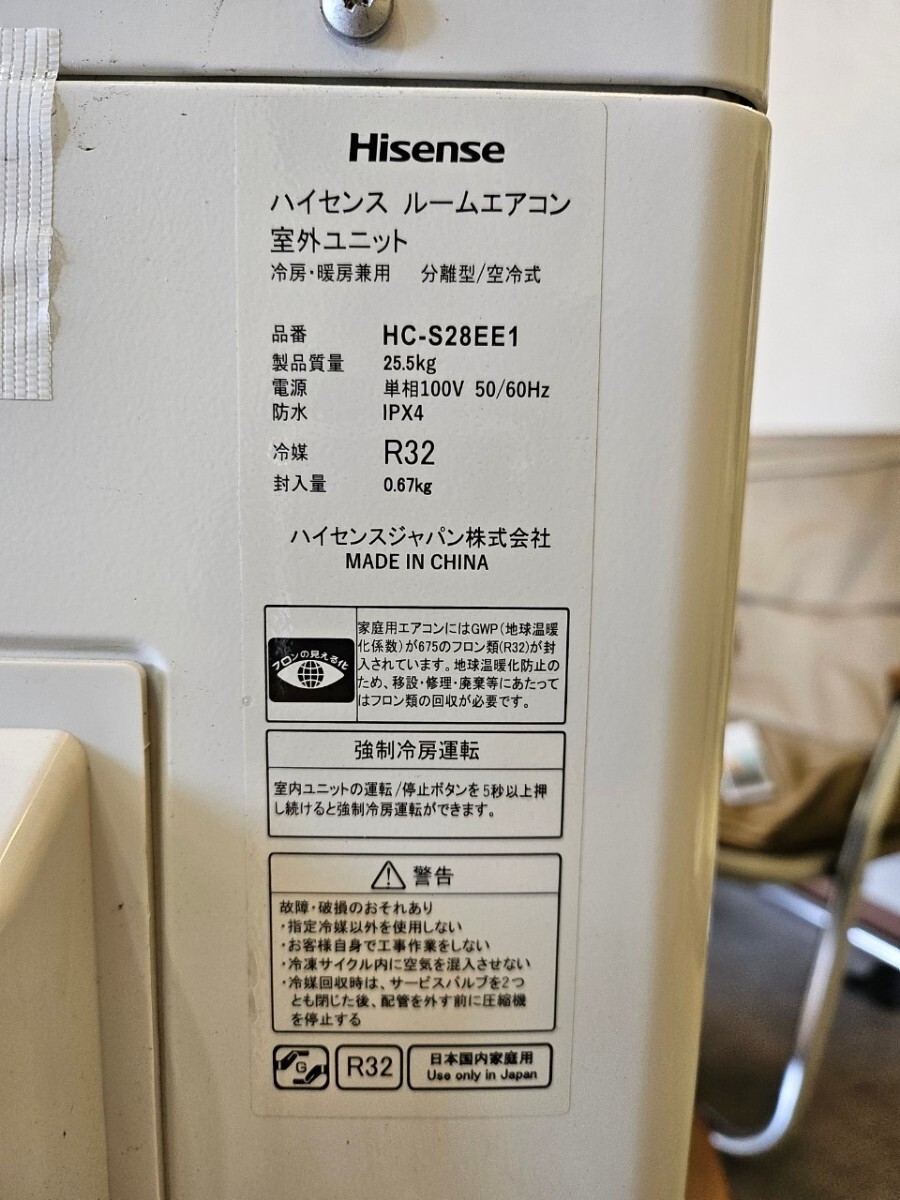 Hisense
ハイセンス ルームエアコン
室外ユニット
冷房・暖房兼用 分離型/空冷式
品番 HC-S28EE1
製品質量 25.5kg
電源 単相100V 50/60Hz
防水 IPX4
冷媒 R32
封入量 0.67kg
ハイセンスジャパン株式会社
MADE IN CHINA
フロンの見える化
家庭用エアコンにはGWP(地球温暖
化係数)が675のフロン類(R32)が封
入されています。地球温暖化防止の
ため、移設・修理・廃棄等にあたって
はフロン類の回収が必要です。
強制冷房運転
室内ユニットの運転/停止ボタンを5秒以上押
し続けると強制冷房運転ができます。
警告
故障・破損のおそれあり
・指定冷媒以外を使用しない
・お客様自身で工事作業をしない
・冷凍サイクル内に空気を混入させない
・冷媒回収時は、サービスバルブを2つ
とも閉じた後、配管を外す前に圧縮機
を停止する
G
R32
日本国内家庭用
Use only in Japan